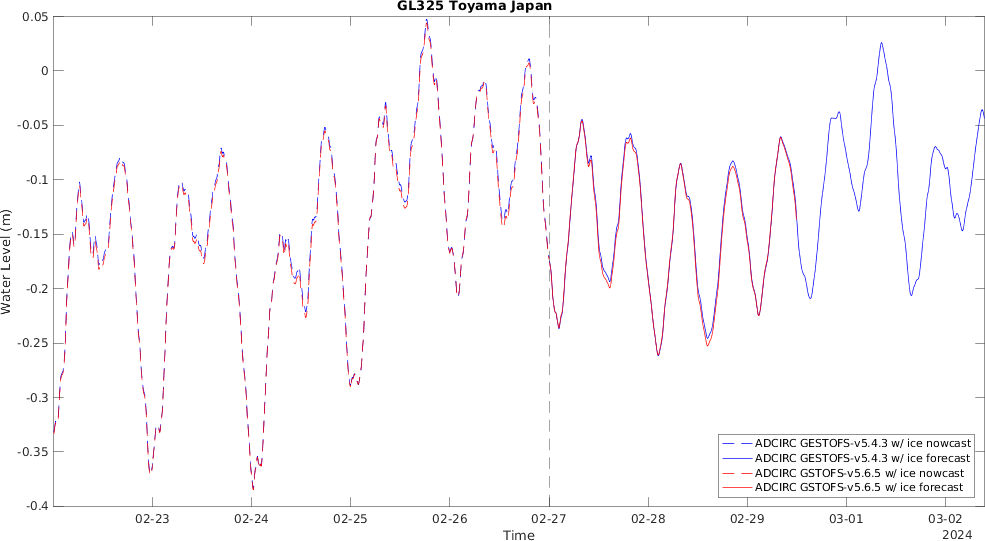 GL325 Toyama Japan
0.05
0
-0.05
-0.1
-0.15
-0.2
-0.25
-0.3
-0.35
-0.4
Water Level (m)
ADCIRC GESTOFS-v5.4.3 w/ ice nowcast
ADCIRC GESTOFS-v5.4.3 w/ ice forecast
ADCIRC GSTOFS-v5.6.5 w/ ice nowcast
ADCIRC GSTOFS-v5.6.5 w/ ice forecast
02-23 02-24 02-25 02-26 02-27 02-28 02-29 03-01 03-02
Time
2024